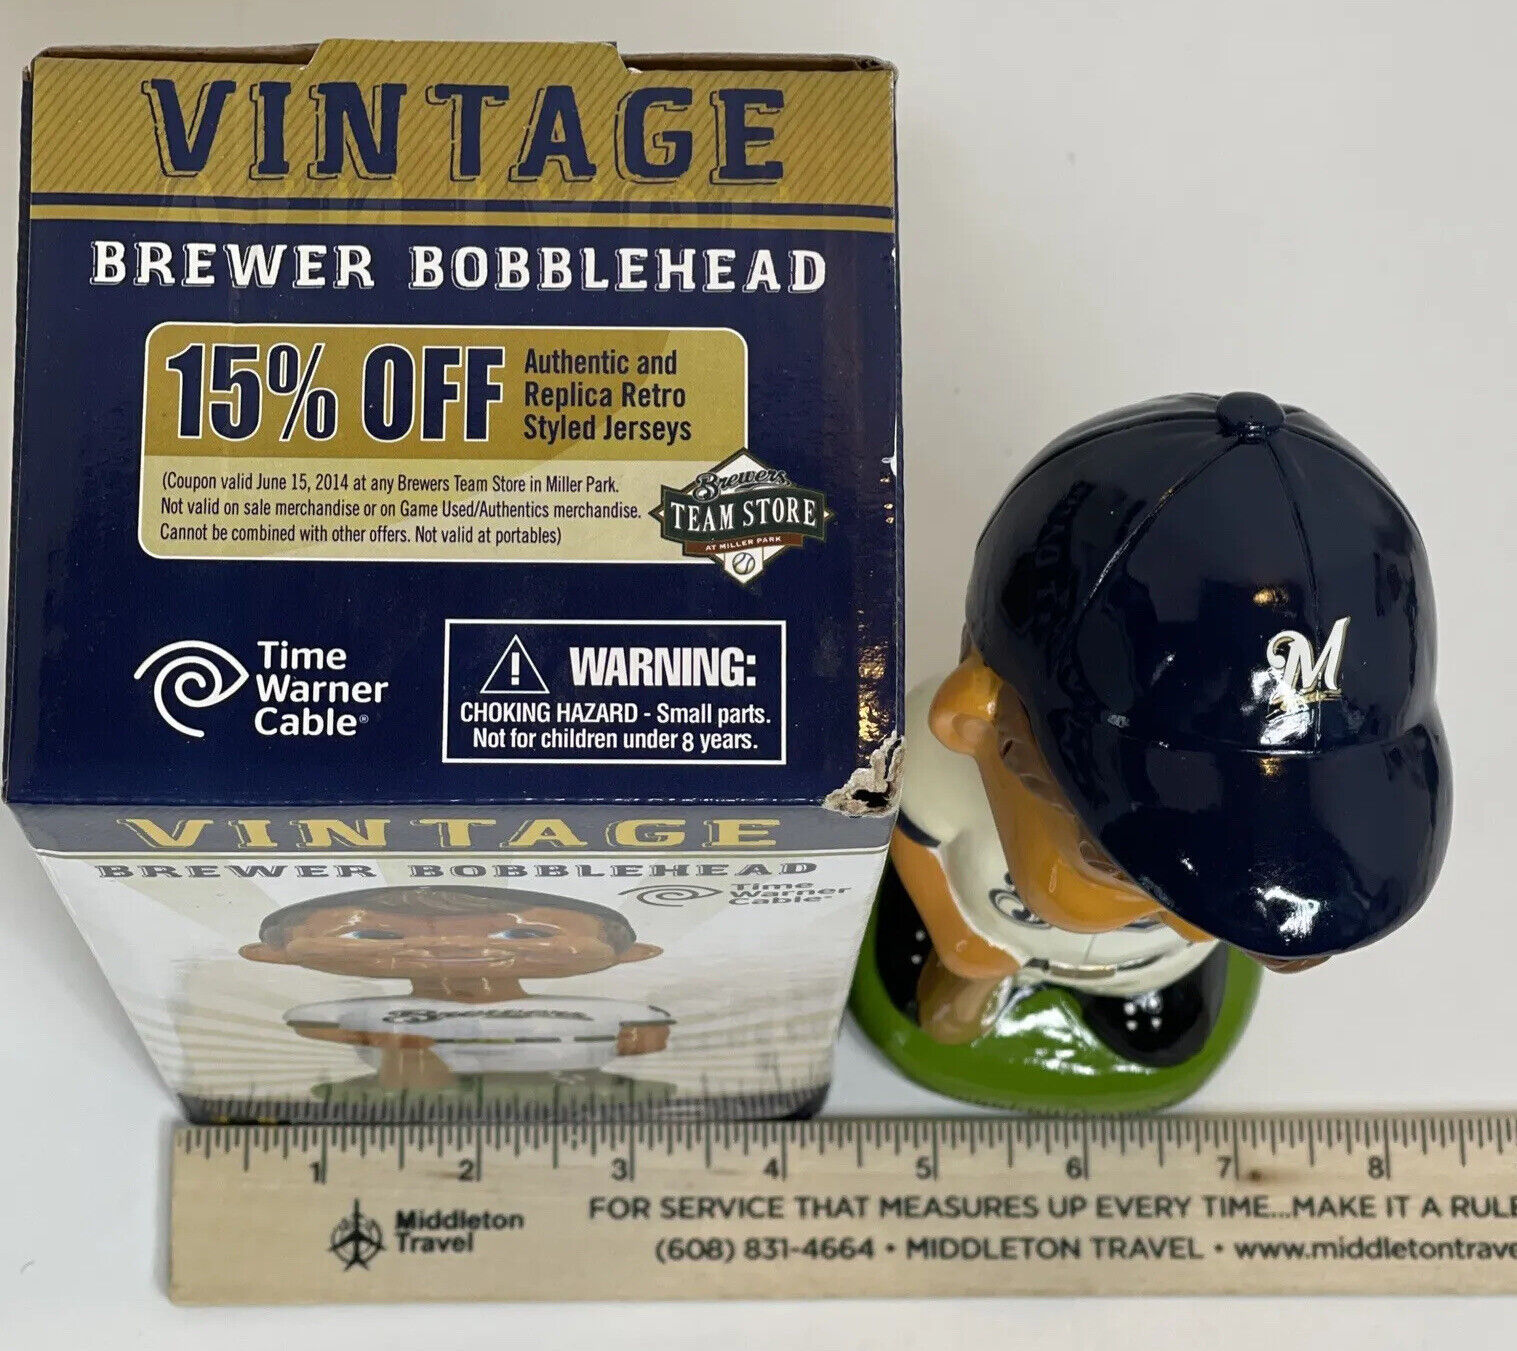 VINTAGE
BREWER BOBBLEHEAD
15% OFF
Authentic and
Replica Retro
Styled Jerseys
(Coupon valid June 15, 2014 at any Brewers Team Store in Miller Park.
Not valid on sale merchandise or on Game Used/Authentics merchandise.
Cannot be combined with other offers. Not valid at portables)
Brewers
TEAM STORE
AT MILLER PARK
Time
Warner
Cable®
WARNING:
CHOKING HAZARD - Small parts.
Not for children under 8 years.
VINTAGE
BREWER BOBBLEHEAD
Time
Warner
Cable
Brewers
M
1 2 3 4 5 6 7 8
Middleton
Travel
FOR SERVICE THAT MEASURES UP EVERY TIME...MAKE IT A RULE
(608) 831-4664 • MIDDLETON TRAVEL • www.middletontrave